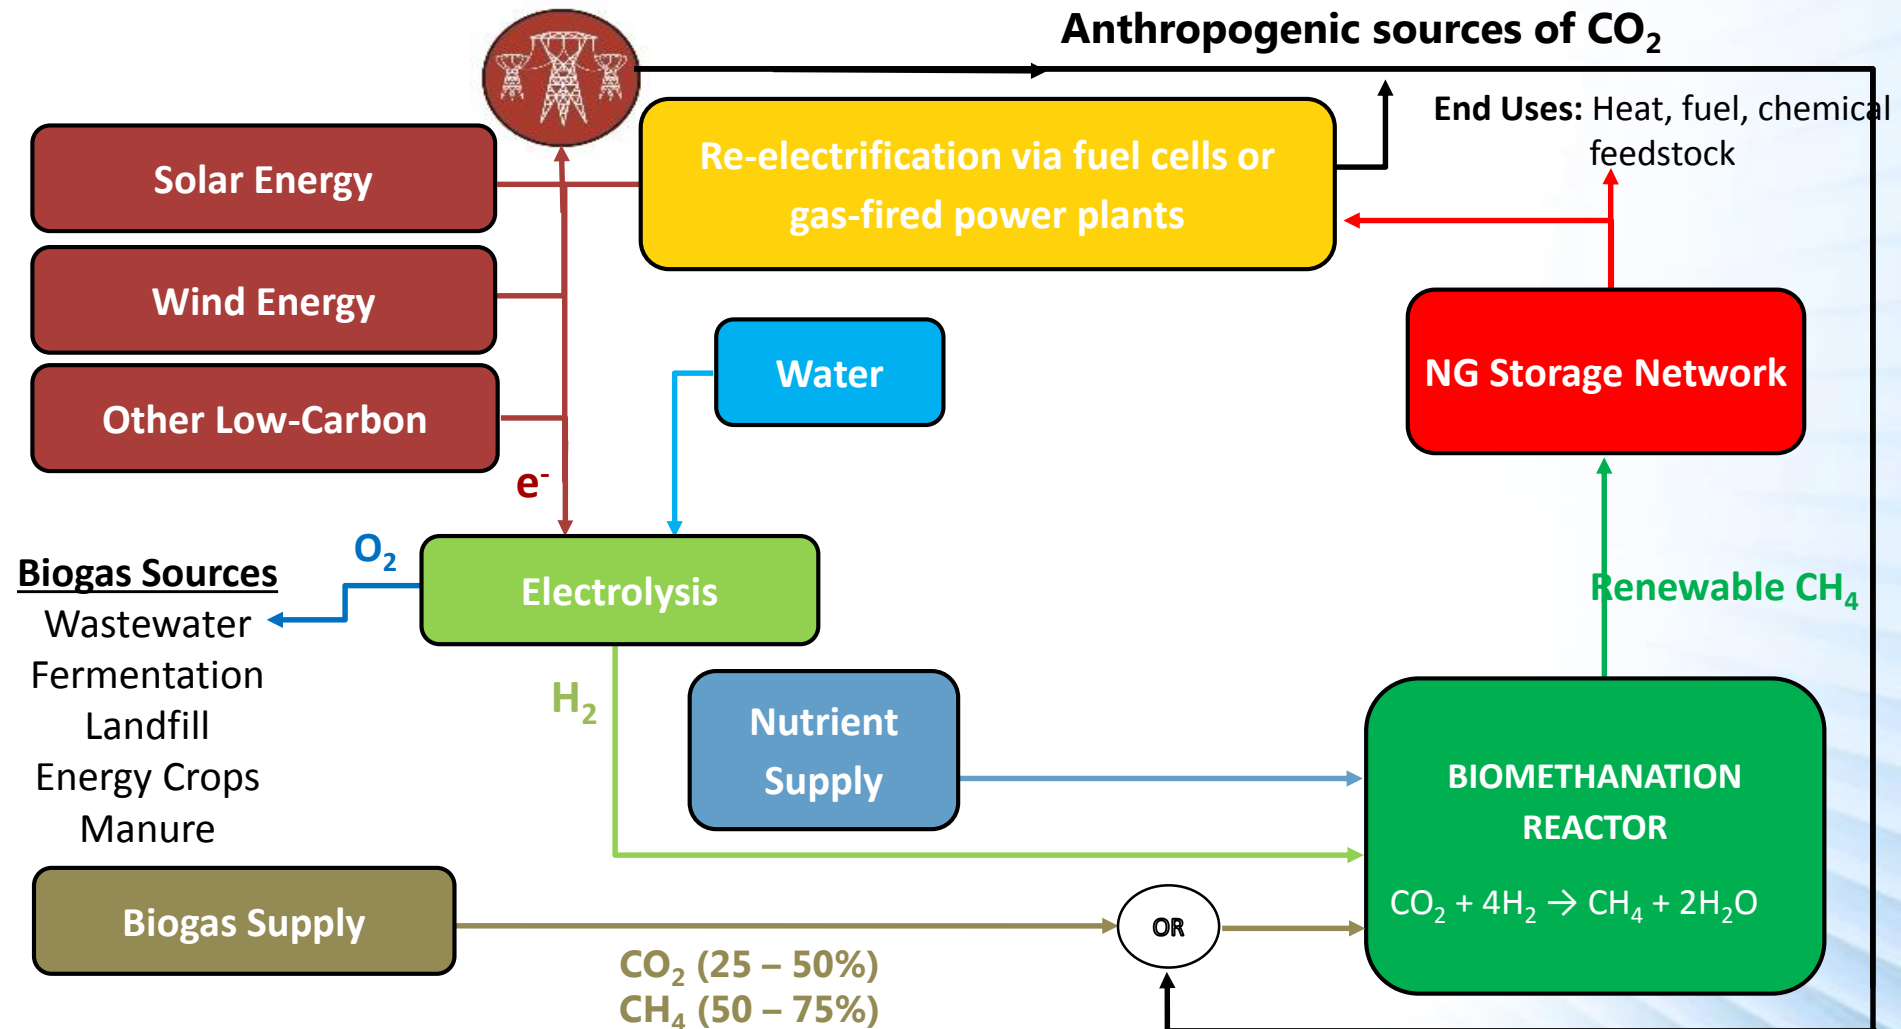 Anthropogenic sources of CO₂
End Uses: Heat, fuel, chemical
feedstock
Solar Energy
Re-electrification via fuel cells or
gas-fired power plants
Wind Energy
Water
NG Storage Network
Other Low-Carbon
e⁻
O₂
Electrolysis
Biogas Sources
Wastewater
Fermentation
Landfill
Energy Crops
Manure
Renewable CH₄
H₂
Nutrient
Supply
BIOMETHANATION
REACTOR
CO₂ + 4H₂ → CH₄ + 2H₂O
Biogas Supply
OR
CO₂ (25 – 50%)
CH₄ (50 – 75%)